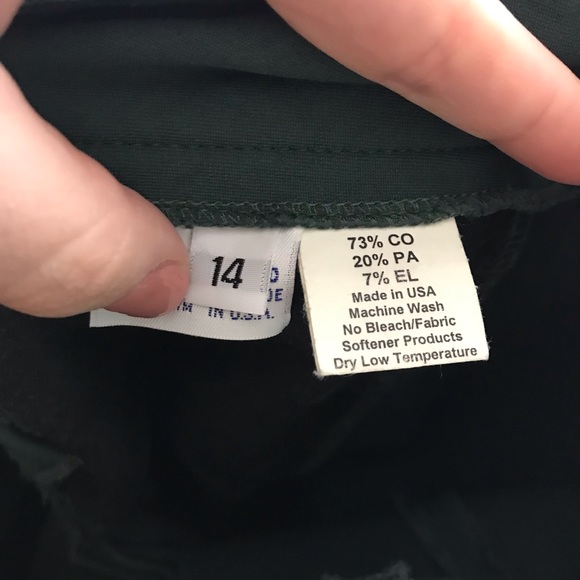 14
IN U.S.A.
73% CO
20% PA
7% EL
Made in USA
Machine Wash
No Bleach/Fabric
Softener Products
Dry Low Temperature